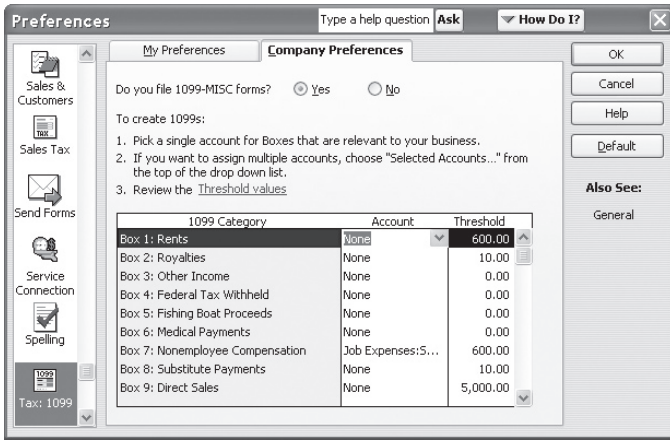 Preferences
Type a help question Ask
How Do I?
My Preferences
Company Preferences
Sales &
Customers
TAX
Sales Tax
Send Forms
Service
Connection
Spelling
1099
Tax: 1099
Do you file 1099-MISC forms? Yes No
To create 1099s:
1. Pick a single account for Boxes that are relevant to your business.
2. If you want to assign multiple accounts, choose "Selected Accounts..." from
the top of the drop down list.
3. Review the Threshold values
1099 Category Account Threshold
Box 1: Rents None 600.00
Box 2: Royalties None 10.00
Box 3: Other Income None 0.00
Box 4: Federal Tax Withheld None 0.00
Box 5: Fishing Boat Proceeds None 0.00
Box 6: Medical Payments None 0.00
Box 7: Nonemployee Compensation Job Expenses:S... 600.00
Box 8: Substitute Payments None 10.00
Box 9: Direct Sales None 5,000.00
OK
Cancel
Help
Default
Also See:
General